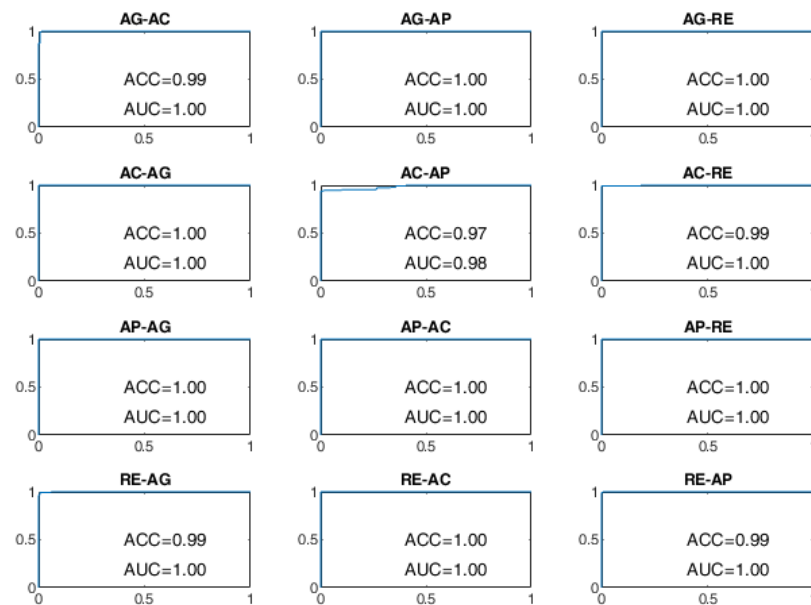 AG-AC
AG-AP
AG-RE
1
0.5
0
ACC=0.99
AUC=1.00
0
0.5
1
1
0.5
0
ACC=1.00
AUC=1.00
0
0.5
1
1
0.5
0
ACC=1.00
AUC=1.00
0
0.5
AC-AG
AC-AP
AC-RE
1
0.5
0
ACC=1.00
AUC=1.00
0
0.5
1
1
0.5
0
ACC=0.97
AUC=0.98
0
0.5
1
1
0.5
0
ACC=0.99
AUC=1.00
0
0.5
AP-AG
AP-AC
AP-RE
1
0.5
0
ACC=1.00
AUC=1.00
0
0.5
1
1
0.5
0
ACC=1.00
AUC=1.00
0
0.5
1
1
0.5
0
ACC=1.00
AUC=1.00
0
0.5
RE-AG
RE-AC
RE-AP
1
0.5
0
ACC=0.99
AUC=1.00
0
0.5
1
1
0.5
0
ACC=1.00
AUC=1.00
0
0.5
1
1
0.5
0
ACC=0.99
AUC=1.00
0
0.5